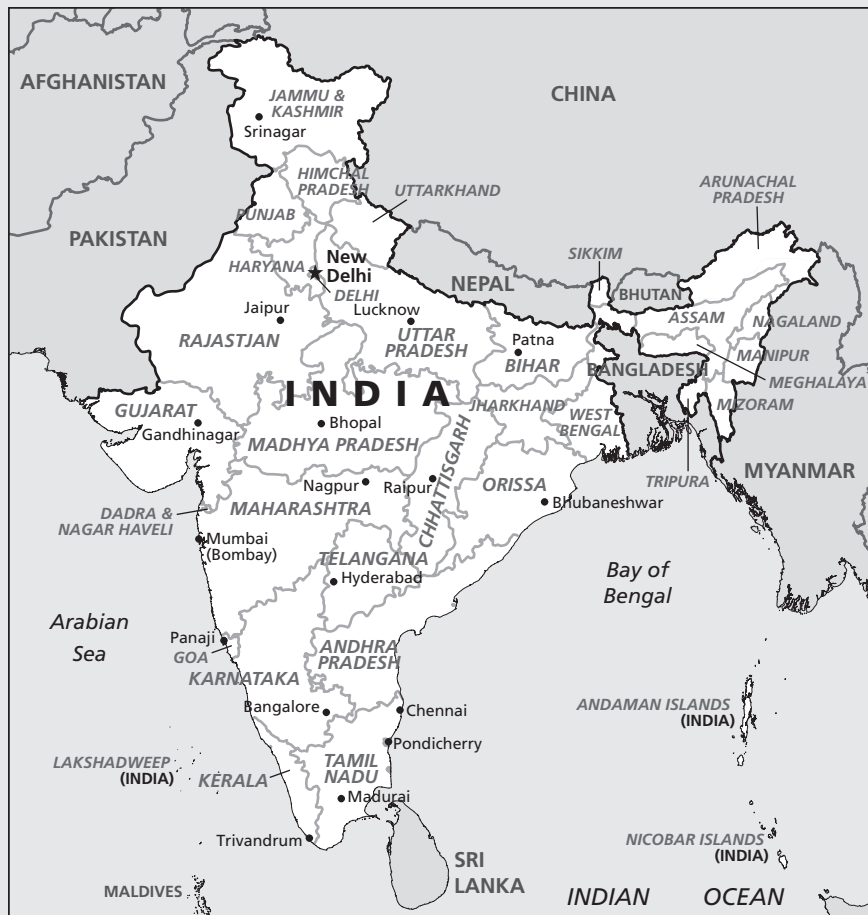 AFGHANISTAN
CHINA
JAMMU &
KASHMIR
Srinagar
HIMCHAL
PRADESH
UTTARKHAND
ARUNACHAL
PRADESH
PUNJAB
PAKISTAN
HARYANA
New
Delhi
DELHI
NEPAL
SIKKIM
BHUTAN
ASSAM
NAGALAND
Jaipur
Lucknow
RAJASTJAN
UTTAR
PRADESH
Patna
BIHAR
BANGLADESH
MANIPUR
MEGHALAYA
INDIA
JHARKHAND
MIZORAM
GUJARAT
Gandhinagar
Bhopal
MADHYA PRADESH
WEST
BENGAL
CHHATTISGARH
Nagpur
Raipur
ORISSA
TRIPURA
MYANMAR
DADRA &
NAGAR HAVELI
MAHARASHTRA
Bhubaneshwar
Mumbai
(Bombay)
TELANGANA
Hyderabad
Bay of
Bengal
Arabian
Sea
Panaji
GOA
KARNATAKA
ANDHRA
PRADESH
Bangalore
Chennai
ANDAMAN ISLANDS
(INDIA)
Pondicherry
LAKSHADWEEP
(INDIA)
KERALA
TAMIL
NADU
Madurai
Trivandrum
NICOBAR ISLANDS
(INDIA)
SRI
LANKA
MALDIVES
INDIAN OCEAN